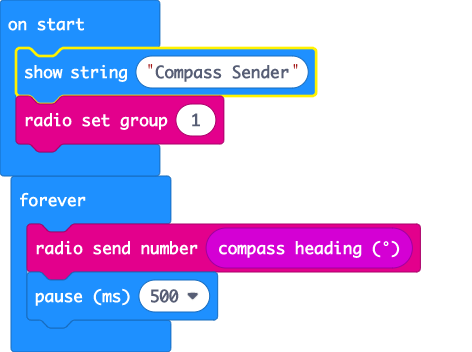 on start
show string "Compass Sender"
radio set group 1
forever
radio send number compass heading (°)
pause (ms) 500